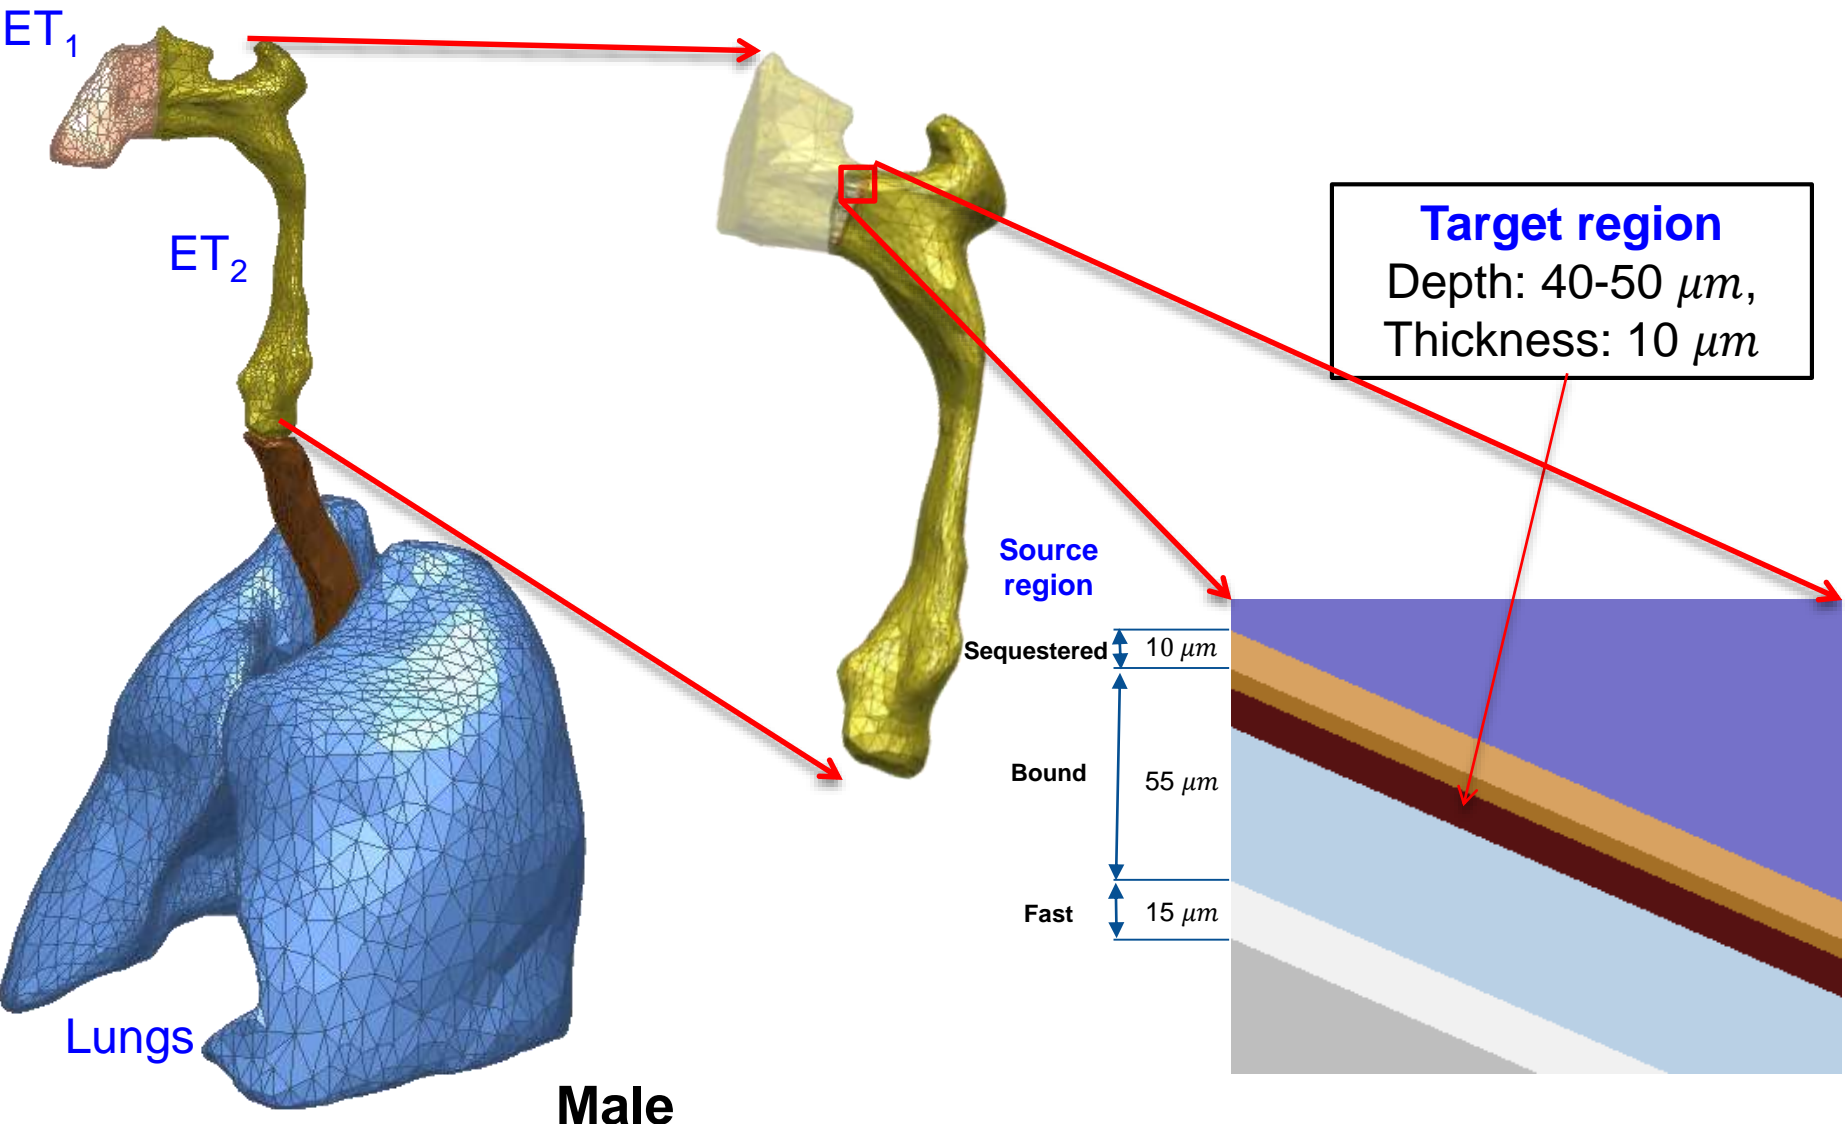 ET₁
ET₂
Lungs
Male
Target region
Depth: 40-50 μm,
Thickness: 10 μm
Source
region
Sequestered 10 μm
Bound 55 μm
Fast 15 μm